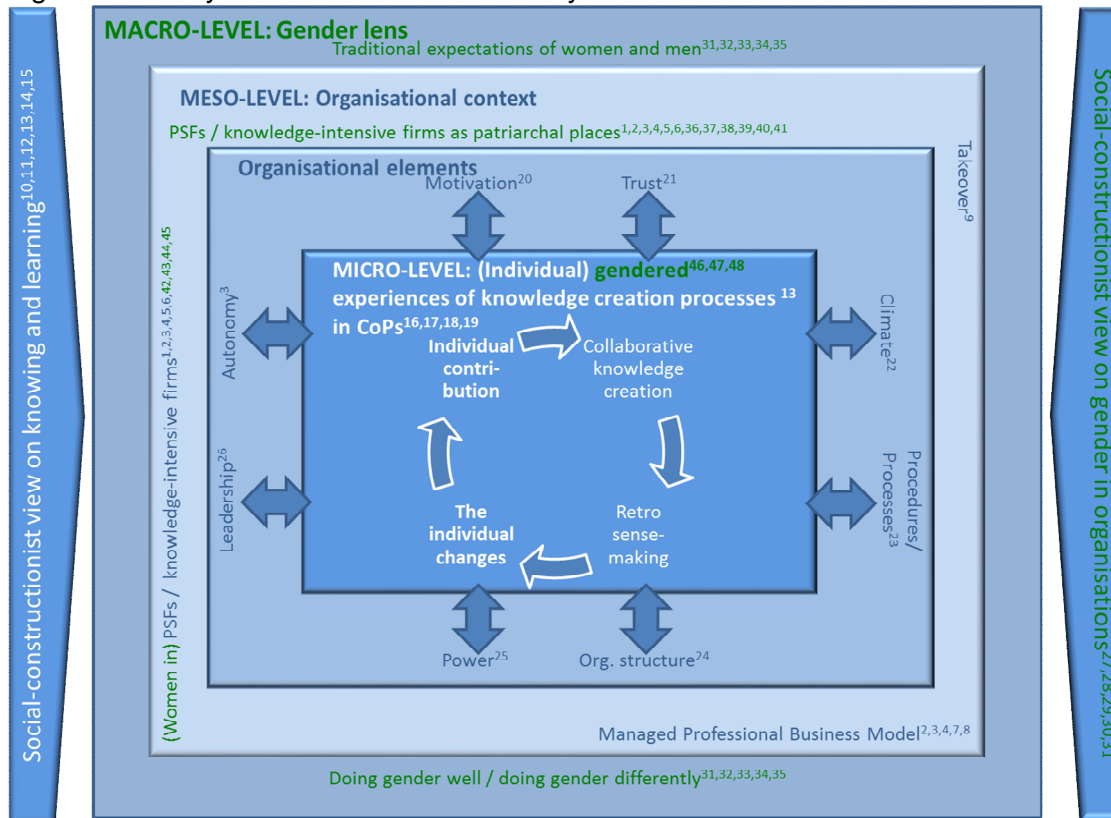 MACRO-LEVEL: Gender lens
Traditional expectations of women and men31,32,33,34,35
Social-constructionist view on knowing and learning10,11,12,13,14,15
MESO-LEVEL: Organisational context
PSFs / knowledge-intensive firms as patriarchal places1,2,3,4,5,6,36,37,38,39,40,41
Takeover9
(Women in) PSFs / knowledge-intensive firms1,2,3,4,5,6,42,43,44,45
Organisational elements
Motivation20
Trust21
Autonomy3
Climate22
MICRO-LEVEL: (Individual) gendered46,47,48
experiences of knowledge creation processes 13
in CoPs16,17,18,19
Individual
contri-
bution
Collaborative
knowledge
creation
Leadership26
Procedures/
Processes23
The
individual
changes
Retro
sense-
making
Power25
Org. structure24
Managed Professional Business Model2,3,4,7,8
Doing gender well / doing gender differently31,32,33,34,35
Social-constructionist view on gender in organisations27,28,29,30,31